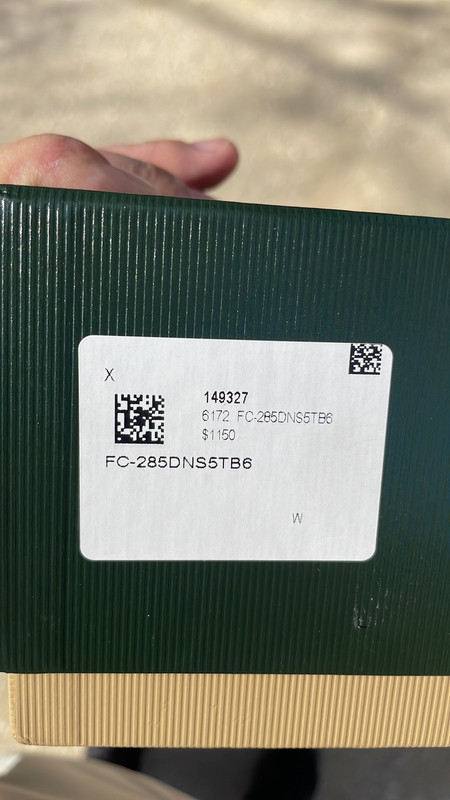 X
149327
6172 FC-285DNS5TB6
$1150
FC-285DNS5TB6
W